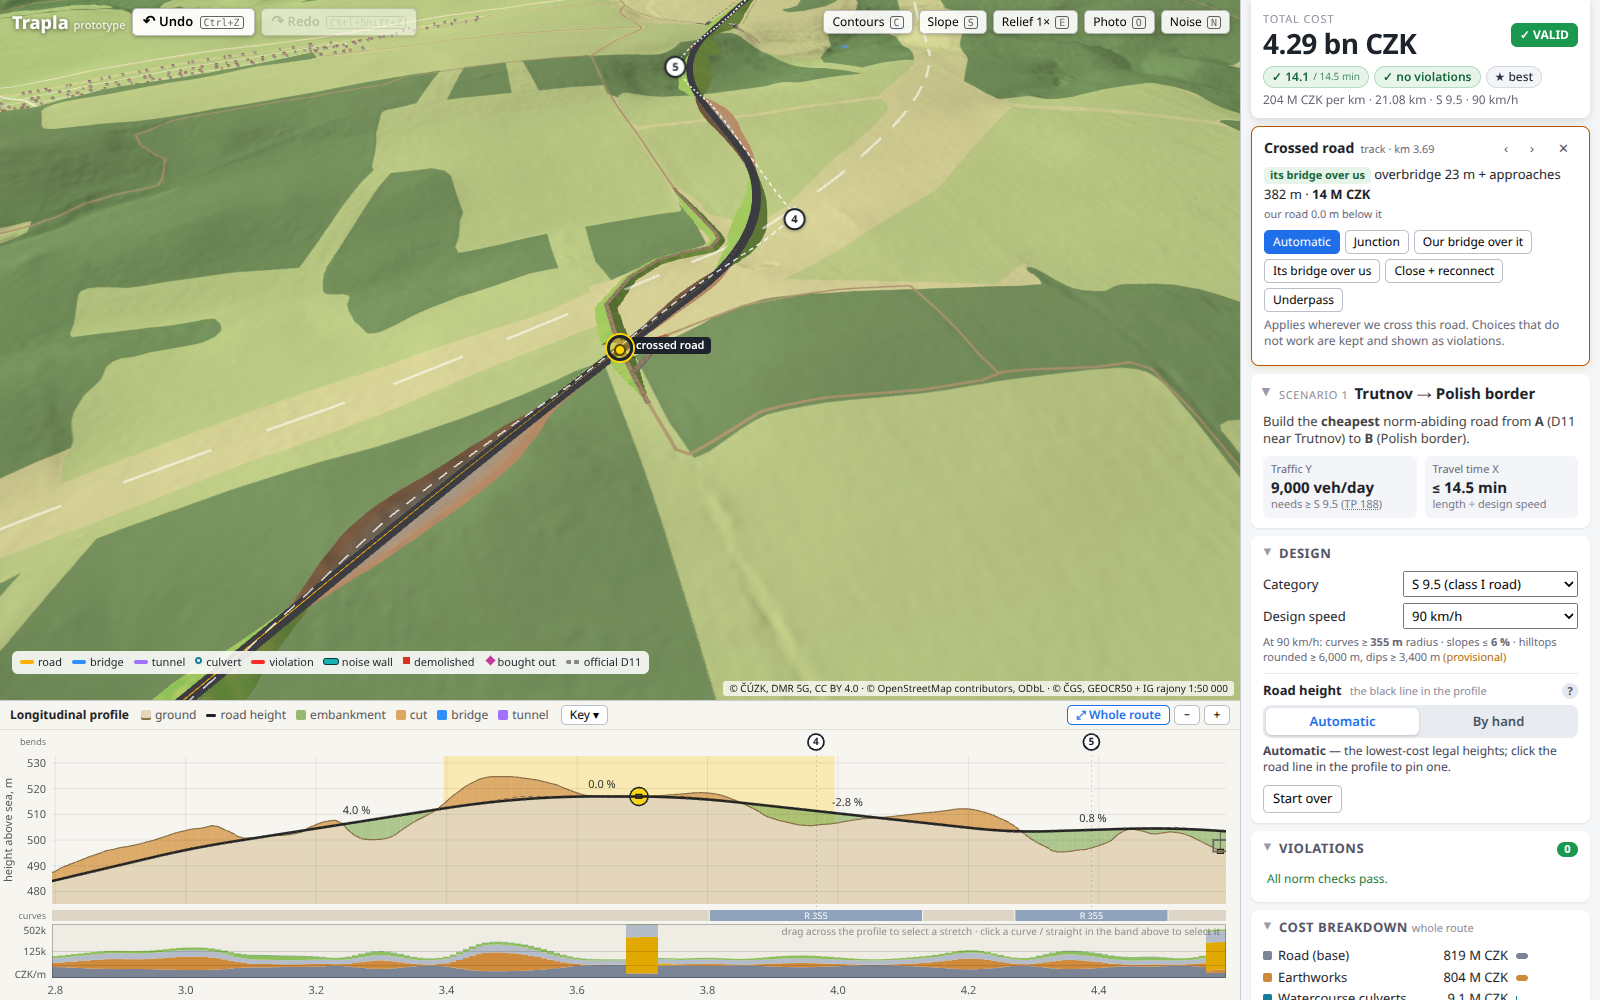 Trapla prototype
↶ Undo Ctrl+Z
↷ Redo Ctrl+Shift+Z
Contours C
Slope S
Relief 1× E
Photo O
Noise N
5
4
crossed road
road
bridge
tunnel
culvert
violation
noise wall
demolished
bought out
official D11
© ČÚZK, DMR 5G, CC BY 4.0 · © OpenStreetMap contributors, ODbL · © ČGS, GEOCR50 + IG rajony 1:50 000
Longitudinal profile
ground
road height
embankment
cut
bridge
tunnel
Key ▾
⤢ Whole route
−
+
bends
4
5
height above sea, m
530
520
510
500
490
480
4.0 %
0.0 %
-2.8 %
0.8 %
curves
R 355
R 355
502k
125k
CZK/m
drag across the profile to select a stretch · click a curve / straight in the band above to select it
2.8
3.0
3.2
3.4
3.6
3.8
4.0
4.2
4.4
TOTAL COST
4.29 bn CZK
✓ VALID
✓ 14.1 / 14.5 min
✓ no violations
★ best
204 M CZK per km · 21.08 km · S 9.5 · 90 km/h
Crossed road track · km 3.69
‹ › ✕
its bridge over us overbridge 23 m + approaches
382 m · 14 M CZK
our road 0.0 m below it
Automatic
Junction
Our bridge over it
Its bridge over us
Close + reconnect
Underpass
Applies wherever we cross this road. Choices that do
not work are kept and shown as violations.
SCENARIO 1 Trutnov → Polish border
Build the cheapest norm-abiding road from A (D11
near Trutnov) to B (Polish border).
Traffic Y
9,000 veh/day
needs ≥ S 9.5 (TP 188)
Travel time X
≤ 14.5 min
length + design speed
DESIGN
Category
S 9.5 (class I road)
Design speed
90 km/h
At 90 km/h: curves ≥ 355 m radius · slopes ≤ 6 % · hilltops
rounded ≥ 6,000 m, dips ≥ 3,400 m (provisional)
Road height the black line in the profile
?
Automatic
By hand
Automatic — the lowest-cost legal heights; click the
road line in the profile to pin one.
Start over
VIOLATIONS
0
All norm checks pass.
COST BREAKDOWN whole route
Road (base) 819 M CZK
Earthworks 804 M CZK
Watercourse culverts 9.1 M CZK